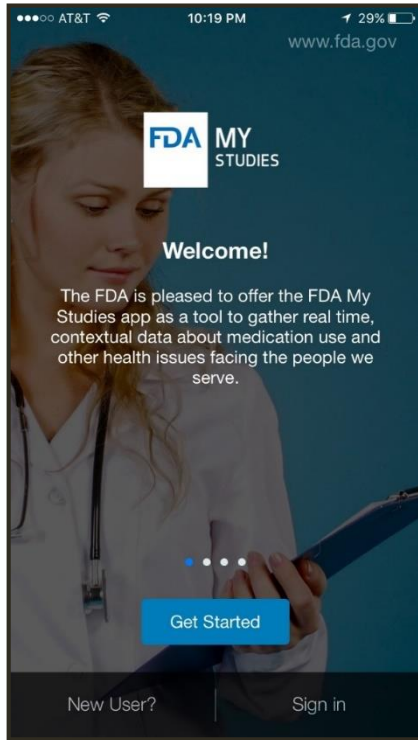 AT&T 10:19 PM 29%
www.fda.gov
FDA MY
STUDIES
Welcome!
The FDA is pleased to offer the FDA My
Studies app as a tool to gather real time,
contextual data about medication use and
other health issues facing the people we
serve.
Get Started
New User? Sign in